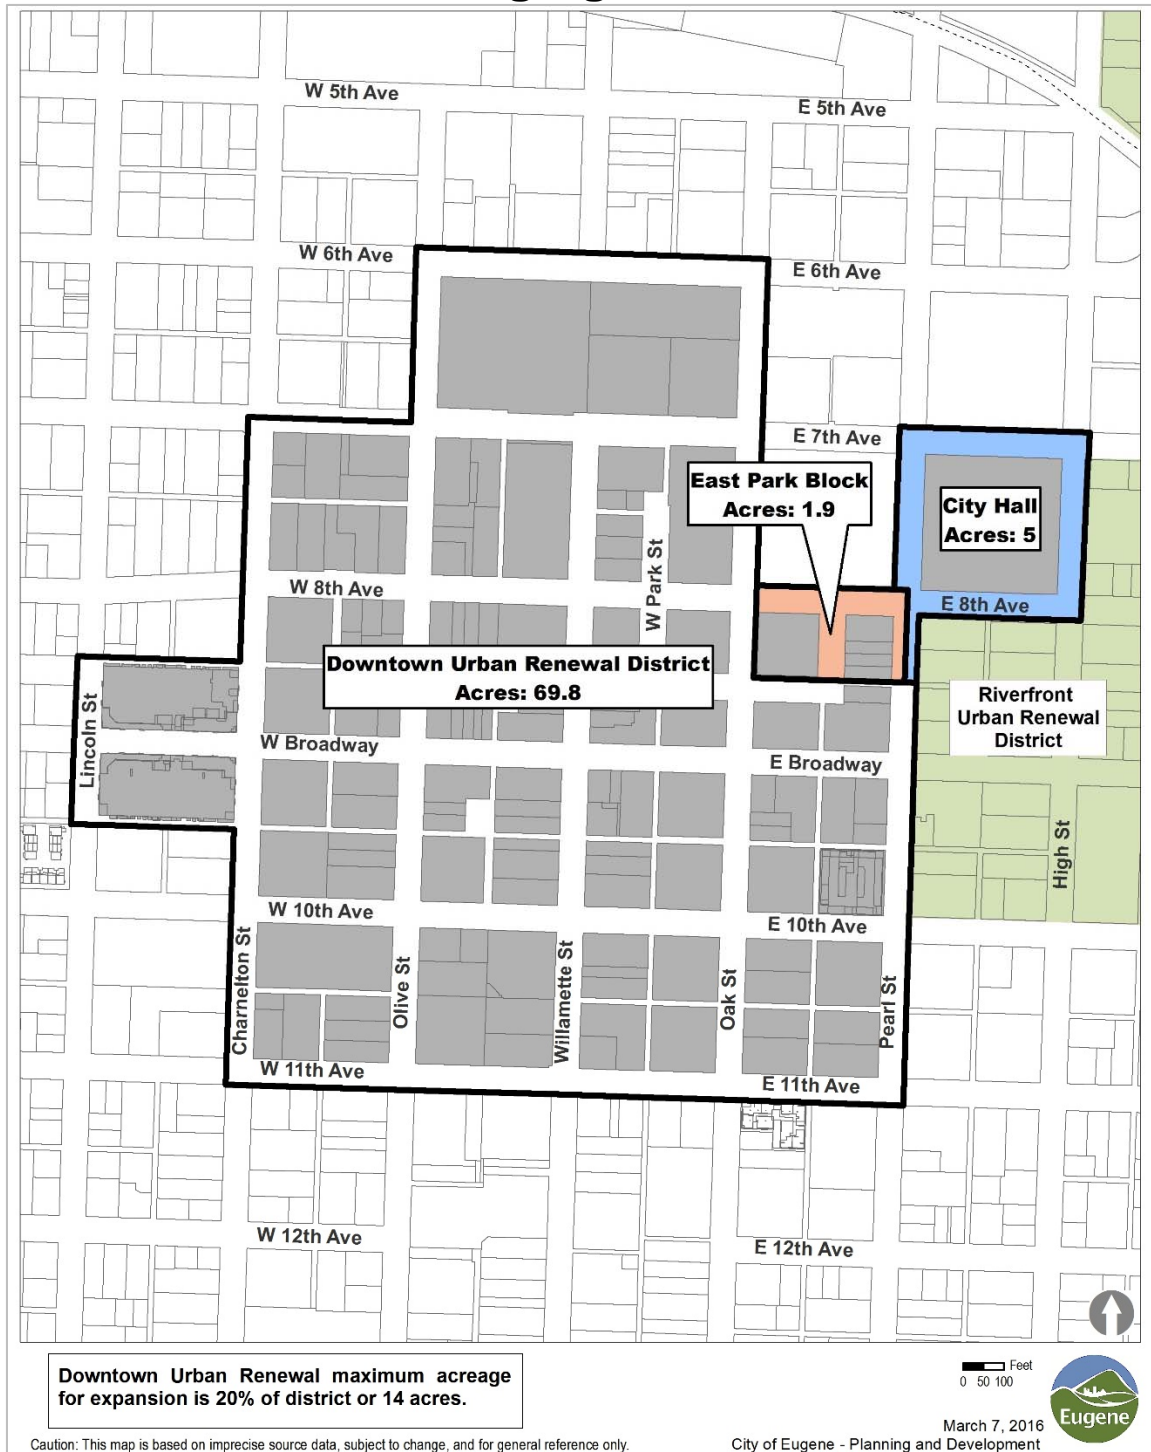 W 5th Ave
E 5th Ave
W 6th Ave
E 6th Ave
E 7th Ave
East Park Block
Acres: 1.9
City Hall
Acres: 5
W Park St
W 8th Ave
E 8th Ave
Downtown Urban Renewal District
Acres: 69.8
Lincoln St
Riverfront
Urban Renewal
District
W Broadway
E Broadway
High St
W 10th Ave
E 10th Ave
Charnelton St
Olive St
Willamette St
Oak St
Pearl St
W 11th Ave
E 11th Ave
W 12th Ave
E 12th Ave
Downtown Urban Renewal maximum acreage
for expansion is 20% of district or 14 acres.
Feet
0 50 100
Eugene
March 7, 2016
Caution: This map is based on imprecise source data, subject to change, and for general reference only.
City of Eugene - Planning and Development